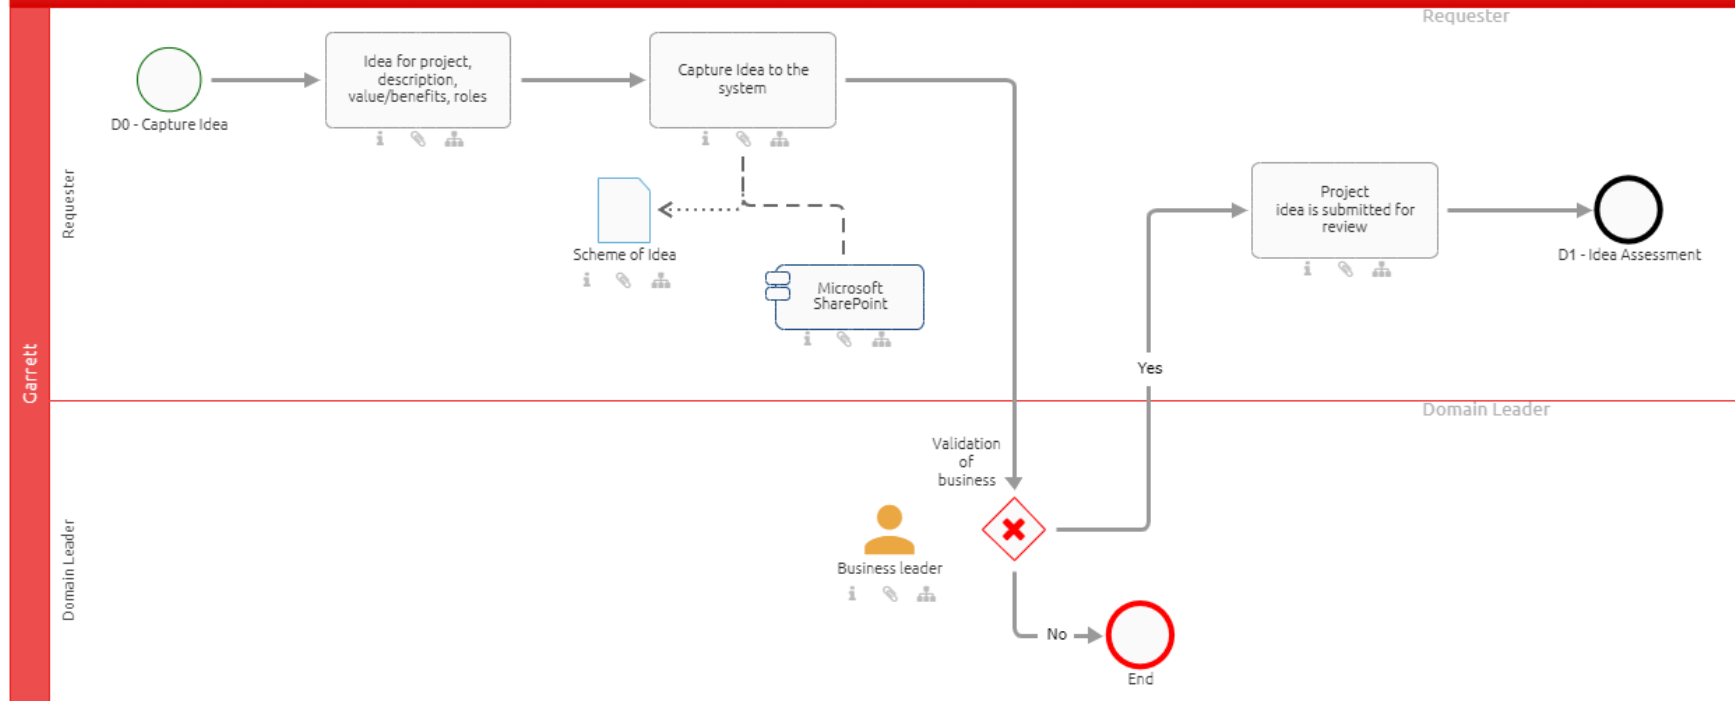 Requester
Garrett
Requester
D0 - Capture Idea
Idea for project,
description,
value/benefits, roles
Capture Idea to the
system
Scheme of Idea
Microsoft
SharePoint
Project
idea is submitted for
review
D1 - Idea Assessment
Yes
Domain Leader
Domain Leader
Validation
of
business
Business leader
No
End